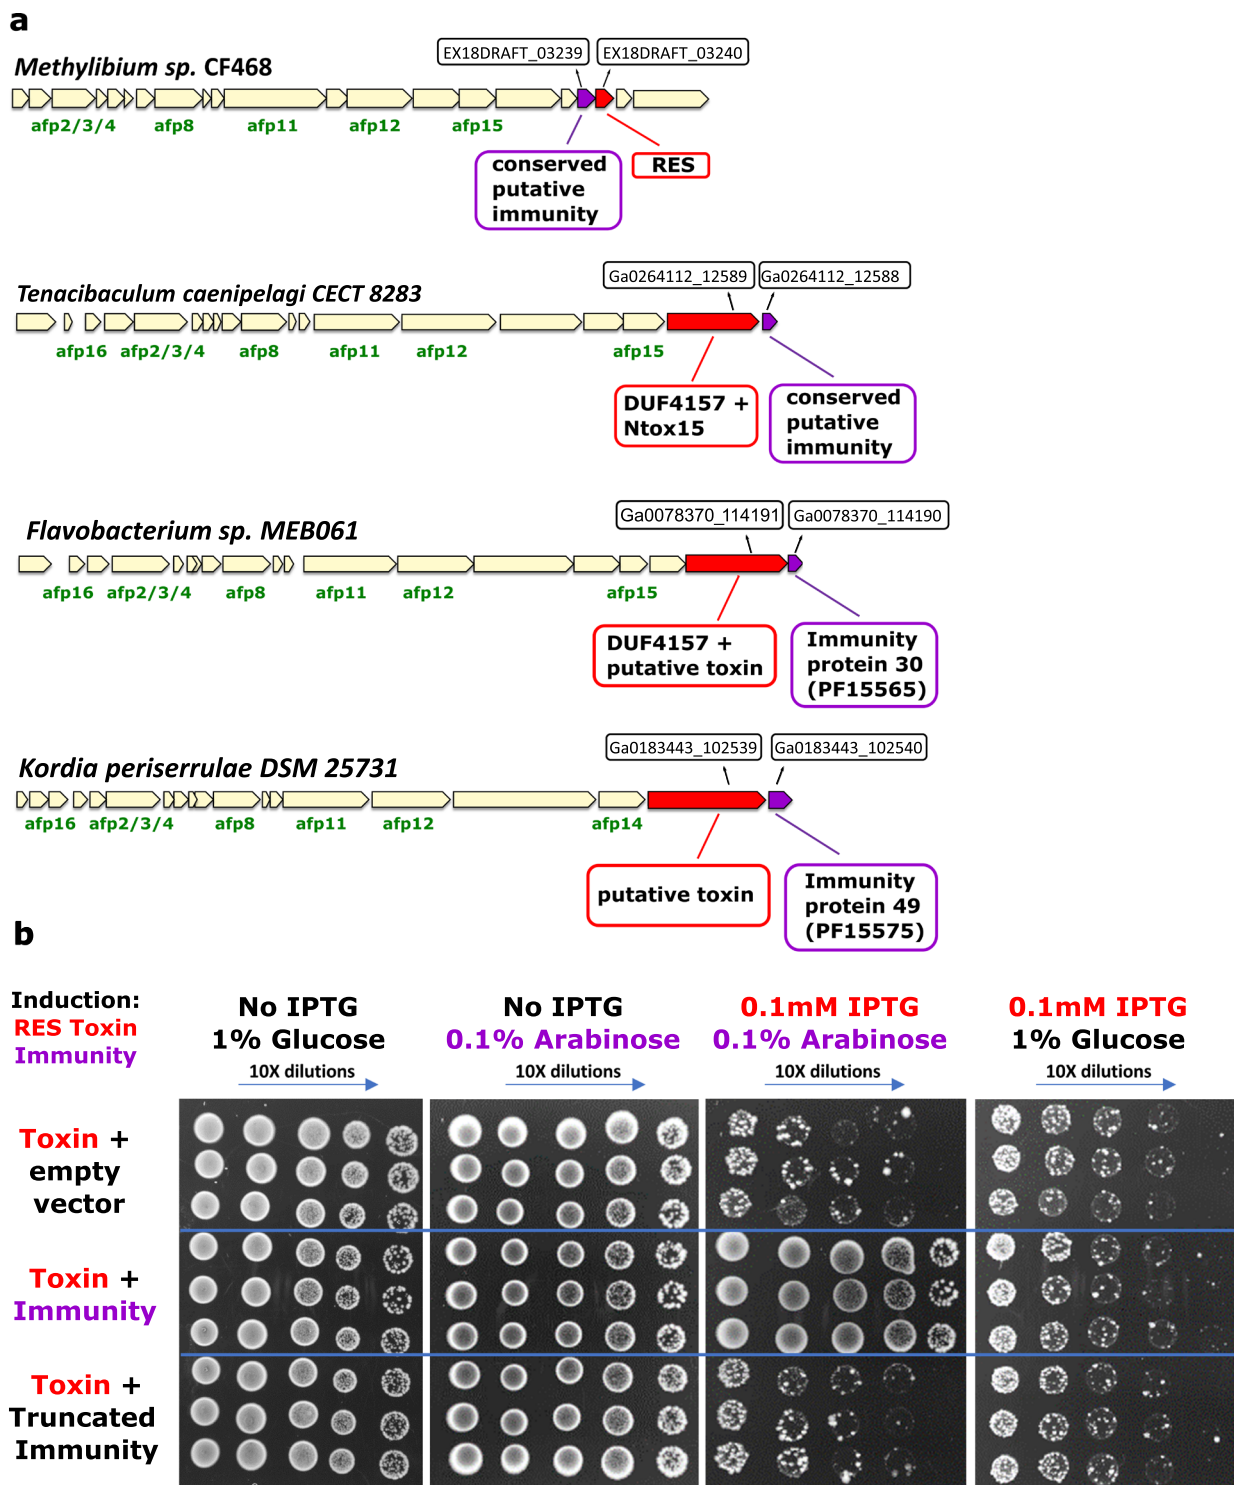 a
EX18DRAFT_03239 EX18DRAFT_03240
Methylibium sp. CF468
afp2/3/4 afp8 afp11 afp12 afp15
conserved
putative
immunity
RES
Ga0264112_12589 Ga0264112_12588
Tenacibaculum caenipelagi CECT 8283
afp16 afp2/3/4 afp8 afp11 afp12 afp15
DUF4157 +
Ntox15
conserved
putative
immunity
Ga0078370_114191 Ga0078370_114190
Flavobacterium sp. MEB061
afp16 afp2/3/4 afp8 afp11 afp12 afp15
DUF4157 +
putative toxin
Immunity
protein 30
(PF15565)
Ga0183443_102539 Ga0183443_102540
Kordia periserrulae DSM 25731
afp16 afp2/3/4 afp8 afp11 afp12 afp14
putative toxin
Immunity
protein 49
(PF15575)
b
Induction:
RES Toxin
Immunity
No IPTG
1% Glucose
No IPTG
0.1% Arabinose
0.1mM IPTG
0.1% Arabinose
0.1mM IPTG
1% Glucose
10X dilutions 10X dilutions 10X dilutions 10X dilutions
Toxin +
empty
vector
Toxin +
Immunity
Toxin +
Truncated
Immunity